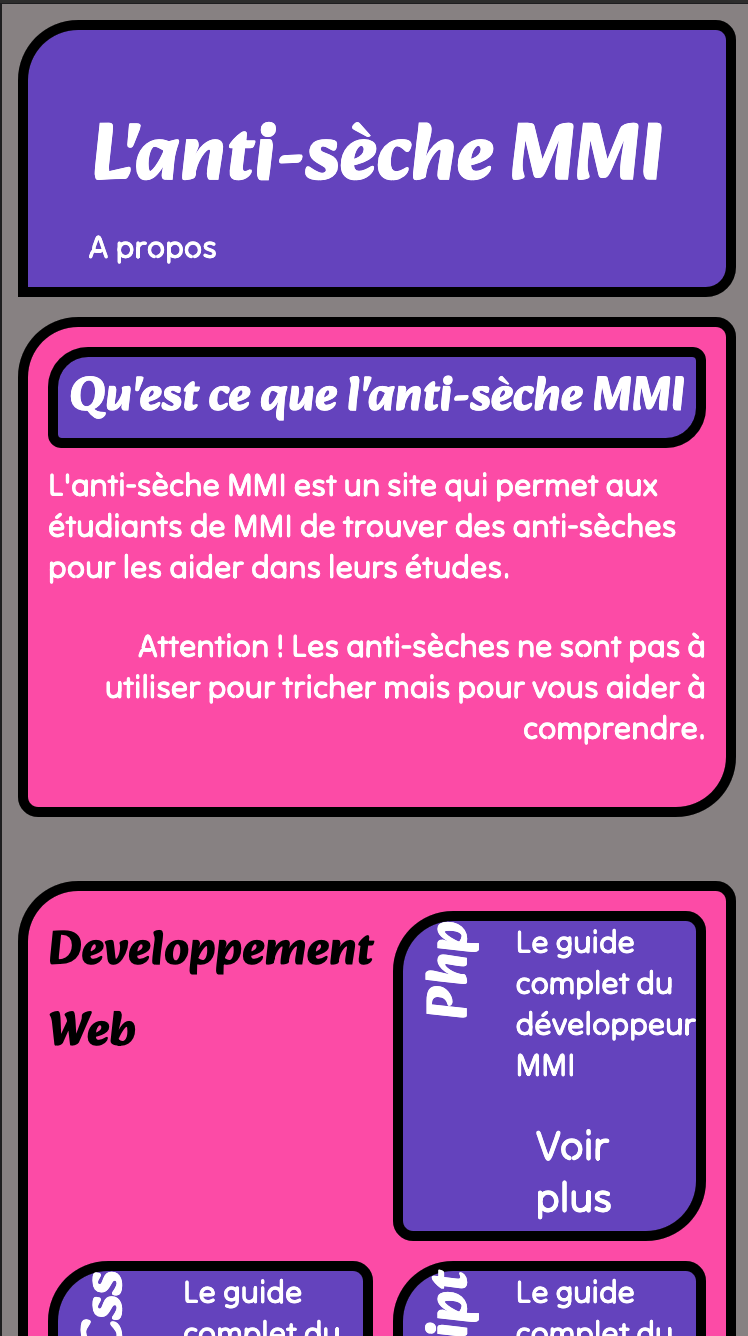 L'anti-sèche MMI
A propos
Qu'est ce que l'anti-sèche MMI
L'anti-sèche MMI est un site qui permet aux
étudiants de MMI de trouver des anti-sèches
pour les aider dans leurs études.
Attention ! Les anti-sèches ne sont pas à
utiliser pour tricher mais pour vous aider à
comprendre.
Developpement
Web
Php
Le guide
complet du
développeur
MMI
Voir
plus
Css
Le guide
complet du
ipt
Le guide
complet du